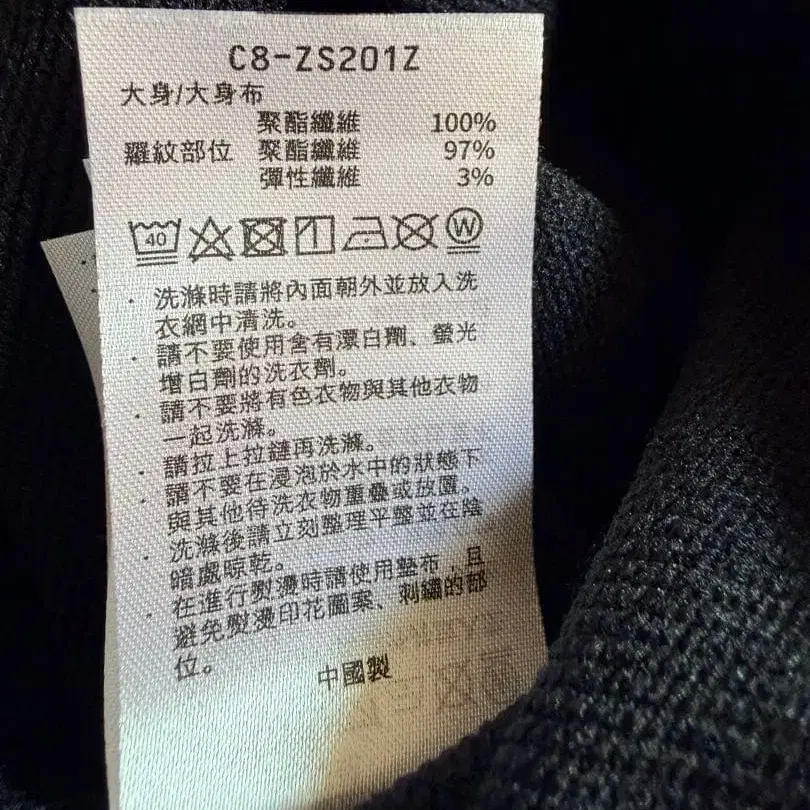 C8-ZS201Z
大身/大身布
聚酯纖維 100%
羅紋部位 聚酯纖維 97%
彈性纖維 3%
40 W
· 洗滌時請將內面朝外並放入洗
衣網中清洗。
· 請不要使用含有漂白劑、螢光
增白劑的洗衣劑。
· 請不要將有色衣物與其他衣物
一起洗滌。
· 請拉上拉鏈再洗滌。
· 請不要在浸泡於水中的狀態下
與其他待洗衣物重疊或放置。
· 洗滌後請立刻整理平整並在陰
暗處晾乾。
· 在進行熨燙時請使用墊布，且
避免熨燙印花圖案、刺繡的部
位。
中國製